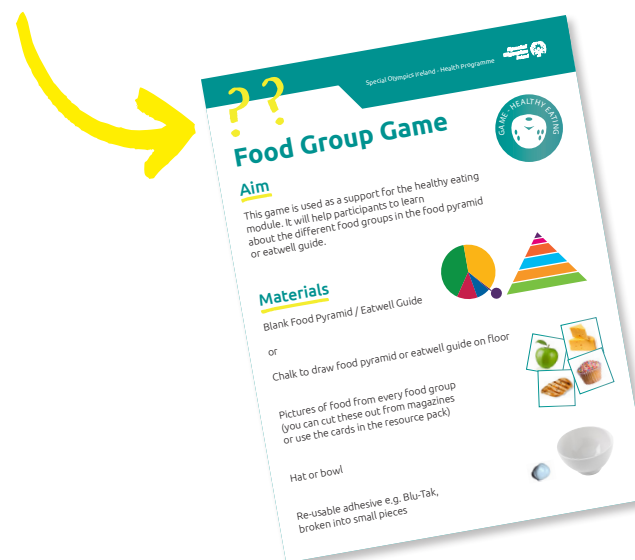 ??
Special Olympics Ireland - Health Programme
Special
Olympics
Ireland
GAME - HEALTHY EATING
Food Group Game
Aim
This game is used as a support for the healthy eating
module. It will help participants to learn
about the different food groups in the food pyramid
or eatwell guide.
Materials
Blank Food Pyramid / Eatwell Guide
or
Chalk to draw food pyramid or eatwell guide on floor
Pictures of food from every food group
(you can cut these out from magazines
or use the cards in the resource pack)
Hat or bowl
Re-usable adhesive e.g. Blu-Tak,
broken into small pieces